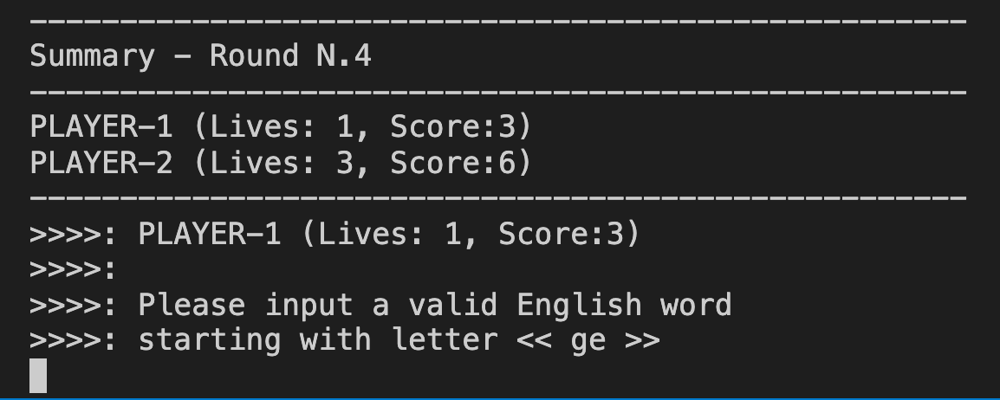 ------------------------------------------------------
Summary - Round N.4
------------------------------------------------------
PLAYER-1 (Lives: 1, Score:3)
PLAYER-2 (Lives: 3, Score:6)
------------------------------------------------------
>>>>: PLAYER-1 (Lives: 1, Score:3)
>>>>:
>>>>: Please input a valid English word
>>>>: starting with letter << ge >>